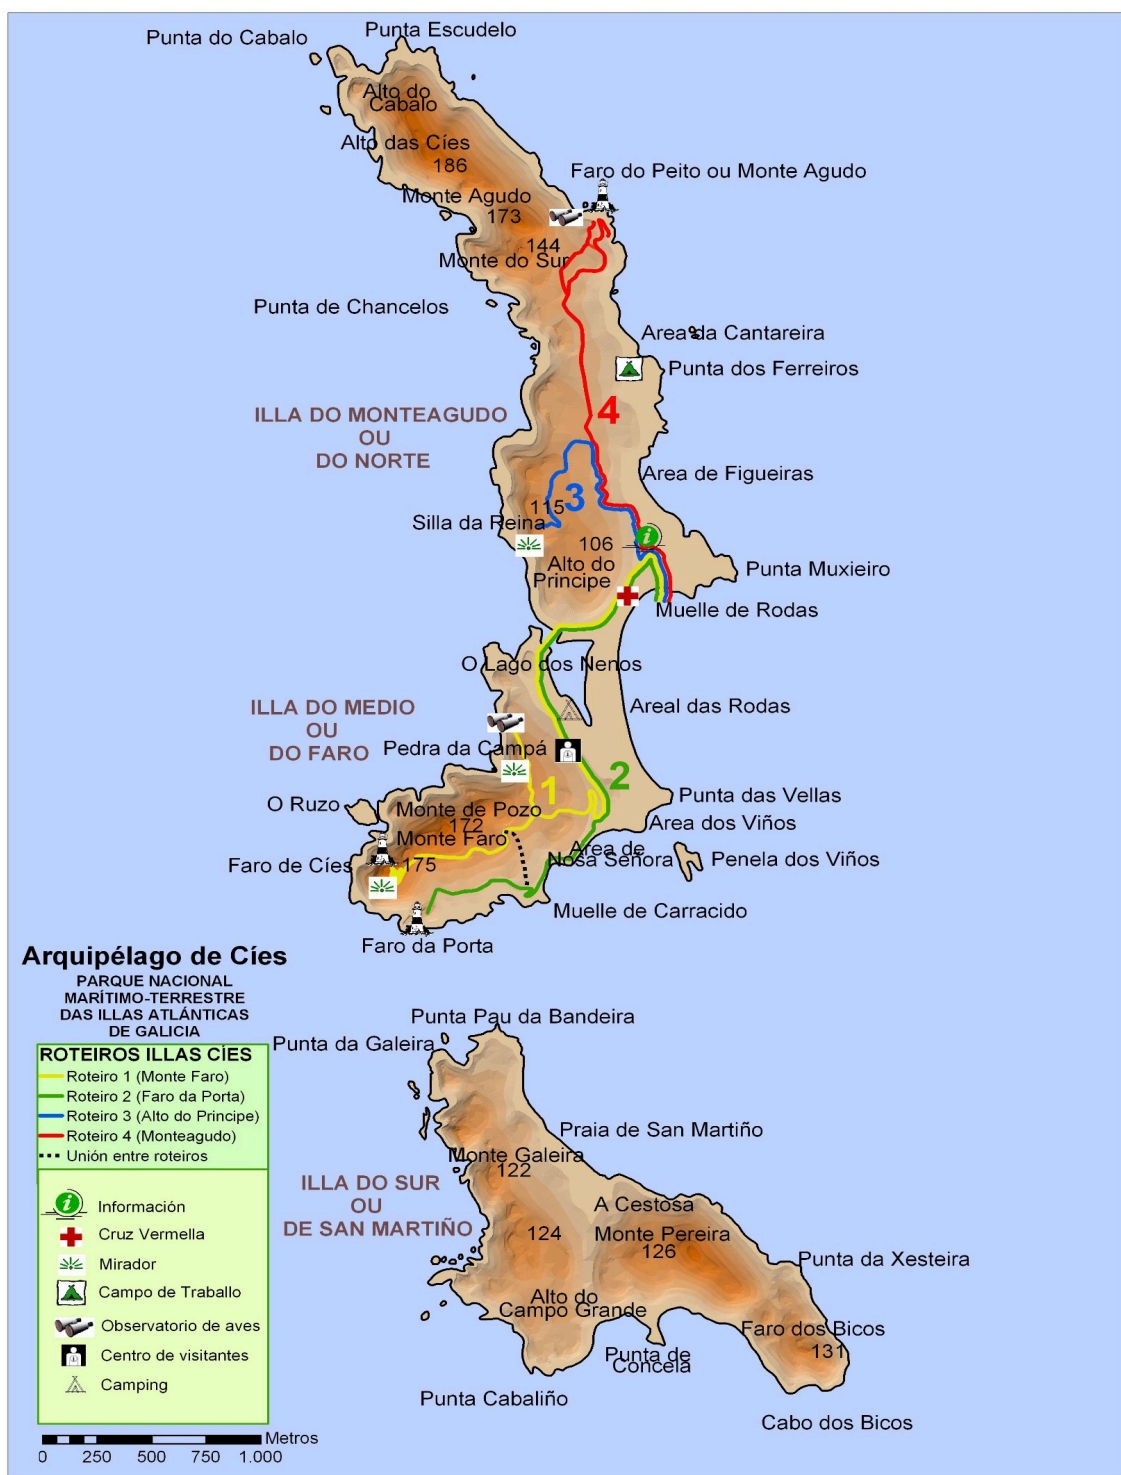 Punta Escudelo
Punta do Cabalo
Alto do
Cabalo
Alto das Cíes
186
Faro do Peito ou Monte Agudo
Monte Agudo
173
144
Monte do Sur
Punta de Chancelos
Area da Cantareira
Punta dos Ferreiros
ILLA DO MONTEAGUDO
OU
DO NORTE
4
Area de Figueiras
3
115
Silla da Reina
106
Alto do
Principe
Punta Muxieiro
Muelle de Rodas
O Lago dos Nenos
ILLA DO MEDIO
OU
DO FARO
Areal das Rodas
Pedra da Campá
1
2
Punta das Vellas
O Ruzo
Monte de Pozo
172
Area dos Viños
Monte Faro
175
Faro de Cíes
Area de
Nosa Señora
Penela dos Viños
Muelle de Carracido
Faro da Porta
Arquipélago de Cíes
PARQUE NACIONAL
MARÍTIMO-TERRESTRE
DAS ILLAS ATLÁNTICAS
DE GALICIA
ROTEIROS ILLAS CÍES
Roteiro 1 (Monte Faro)
Roteiro 2 (Faro da Porta)
Roteiro 3 (Alto do Principe)
Roteiro 4 (Monteagudo)
Unión entre roteiros
i Información
Cruz Vermella
Mirador
Campo de Traballo
Observatorio de aves
Centro de visitantes
Camping
Metros
0 250 500 750 1.000
Punta Pau da Bandeira
Punta da Galeira
Praia de San Martiño
Monte Galeira
122
ILLA DO SUR
OU
DE SAN MARTIÑO
A Cestosa
124
Monte Pereira
126
Punta da Xesteira
Alto do
Campo Grande
Faro dos Bicos
131
Punta de
Concela
Punta Cabaliño
Cabo dos Bicos